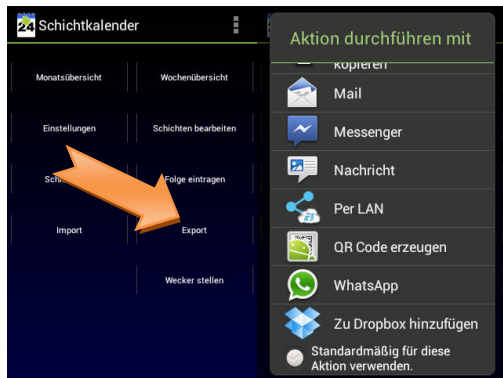 24 Schichtkalender
Monatsübersicht Wochenübersicht
Einstellungen Schichten bearbeiten
Folge eintragen
Import Export
Wecker stellen
Aktion durchführen mit
kopieren
Mail
Messenger
Nachricht
Per LAN
QR Code erzeugen
WhatsApp
Zu Dropbox hinzufügen
Standardmäßig für diese
Aktion verwenden.